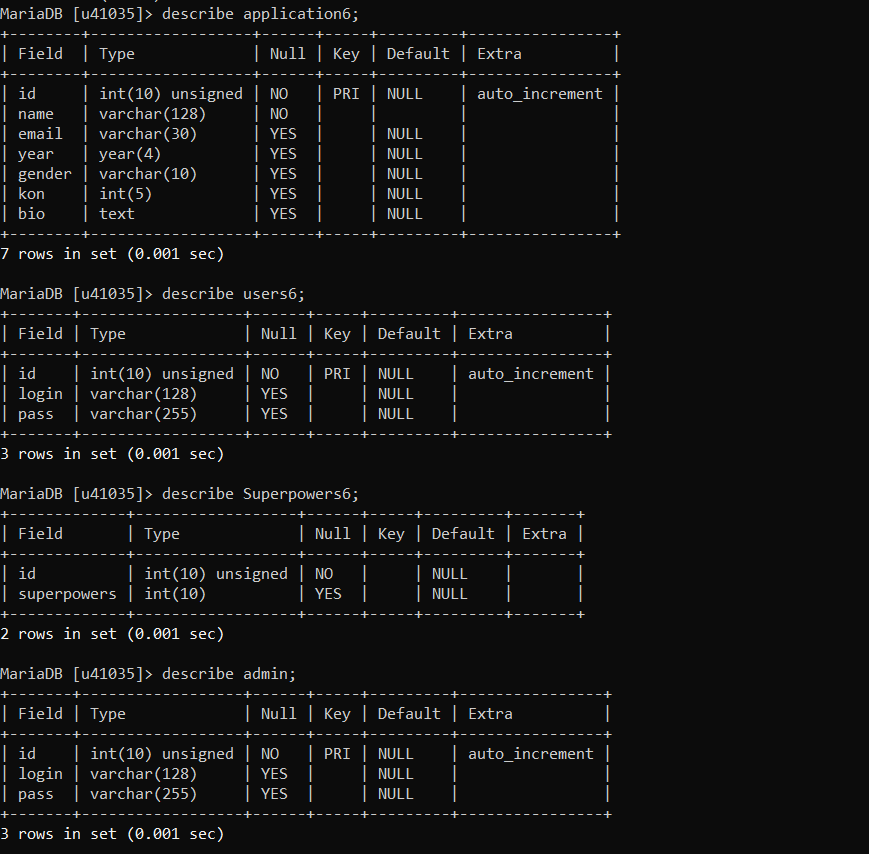 MariaDB [u41035]> describe application6;
+--------+------------------+------+-----+---------+----------------+
| Field  | Type             | Null | Key | Default | Extra          |
+--------+------------------+------+-----+---------+----------------+
| id     | int(10) unsigned | NO   | PRI | NULL    | auto_increment |
| name   | varchar(128)     | NO   |     |         |                |
| email  | varchar(30)      | YES  |     | NULL    |                |
| year   | year(4)          | YES  |     | NULL    |                |
| gender | varchar(10)      | YES  |     | NULL    |                |
| kon    | int(5)           | YES  |     | NULL    |                |
| bio    | text             | YES  |     | NULL    |                |
+--------+------------------+------+-----+---------+----------------+
7 rows in set (0.001 sec)

MariaDB [u41035]> describe users6;
+-------+------------------+------+-----+---------+----------------+
| Field | Type             | Null | Key | Default | Extra          |
+-------+------------------+------+-----+---------+----------------+
| id    | int(10) unsigned | NO   | PRI | NULL    | auto_increment |
| login | varchar(128)     | YES  |     | NULL    |                |
| pass  | varchar(255)     | YES  |     | NULL    |                |
+-------+------------------+------+-----+---------+----------------+
3 rows in set (0.001 sec)

MariaDB [u41035]> describe Superpowers6;
+-------------+------------------+------+-----+---------+-------+
| Field       | Type             | Null | Key | Default | Extra |
+-------------+------------------+------+-----+---------+-------+
| id          | int(10) unsigned | NO   |     | NULL    |       |
| superpowers | int(10)          | YES  |     | NULL    |       |
+-------------+------------------+------+-----+---------+-------+
2 rows in set (0.001 sec)

MariaDB [u41035]> describe admin;
+-------+------------------+------+-----+---------+----------------+
| Field | Type             | Null | Key | Default | Extra          |
+-------+------------------+------+-----+---------+----------------+
| id    | int(10) unsigned | NO   | PRI | NULL    | auto_increment |
| login | varchar(128)     | YES  |     | NULL    |                |
| pass  | varchar(255)     | YES  |     | NULL    |                |
+-------+------------------+------+-----+---------+----------------+
3 rows in set (0.001 sec)